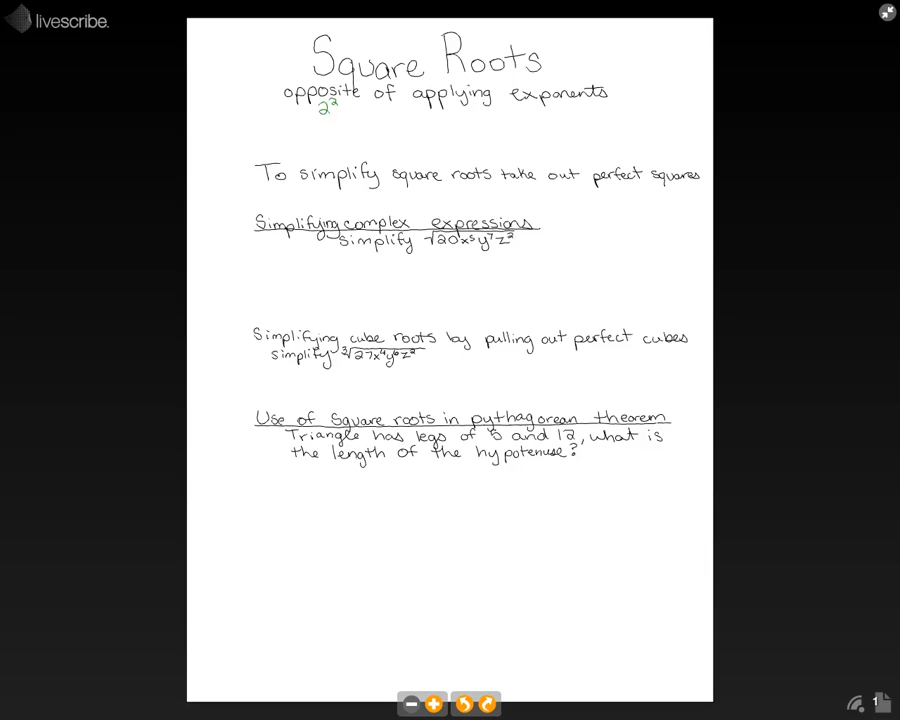 livescribe.
Square Roots
opposite of applying exponents
2²
To simplify square roots take out perfect squares
Simplifying complex expressions
simplify √20x⁵y⁷z²
Simplifying cube roots by pulling out perfect cubes
simplify ³√27x⁴y⁶z²
Use of square roots in pythagorean theorem
Triangle has legs of 5 and 12, what is
the length of the hypotenuse?
1